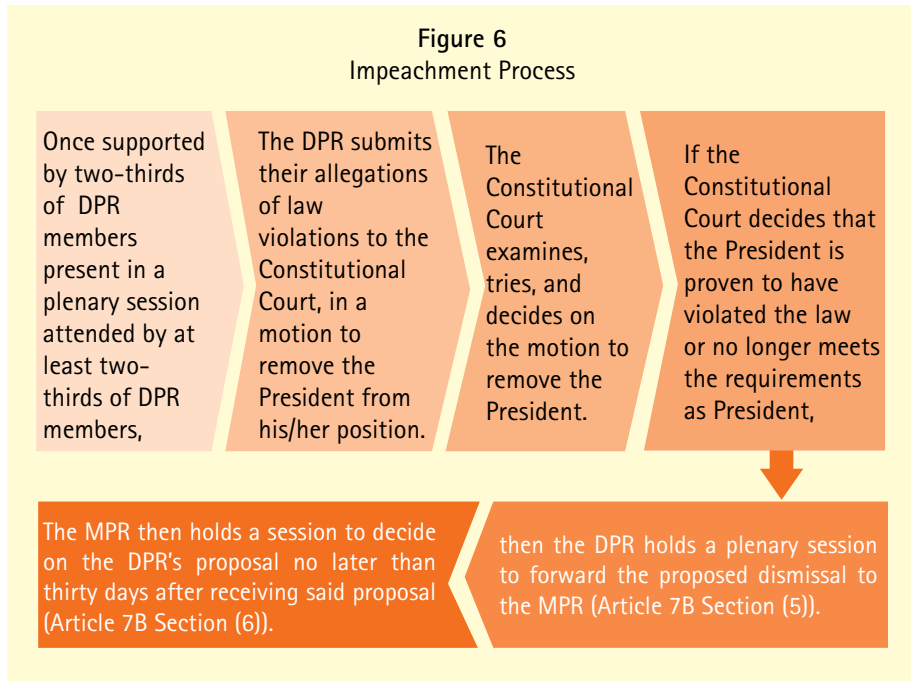 Figure 6
Impeachment Process
Once supported
by two-thirds
of DPR
members
present in a
plenary session
attended by at
least two-
thirds of DPR
members,
The DPR submits
their allegations
of law
violations to the
Constitutional
Court, in a
motion to
remove the
President from
his/her position.
The
Constitutional
Court
examines,
tries, and
decides on
the motion to
remove the
President.
If the
Constitutional
Court decides that
the President is
proven to have
violated the law
or no longer meets
the requirements
as President,
then the DPR holds a plenary session
to forward the proposed dismissal to
the MPR (Article 7B Section (5)).
The MPR then holds a session to decide
on the DPR's proposal no later than
thirty days after receiving said proposal
(Article 7B Section (6)).